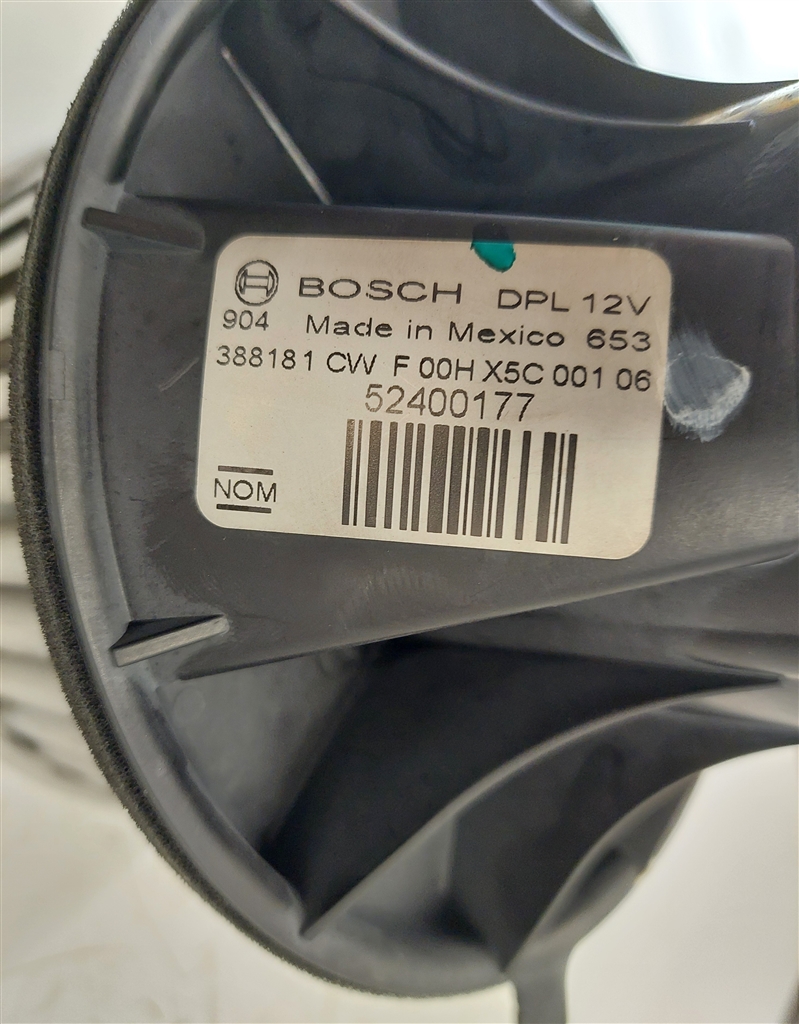 BOSCH DPL 12V
904 Made in Mexico 653
388181 CW F 00H X5C 001 06
52400177
NOM